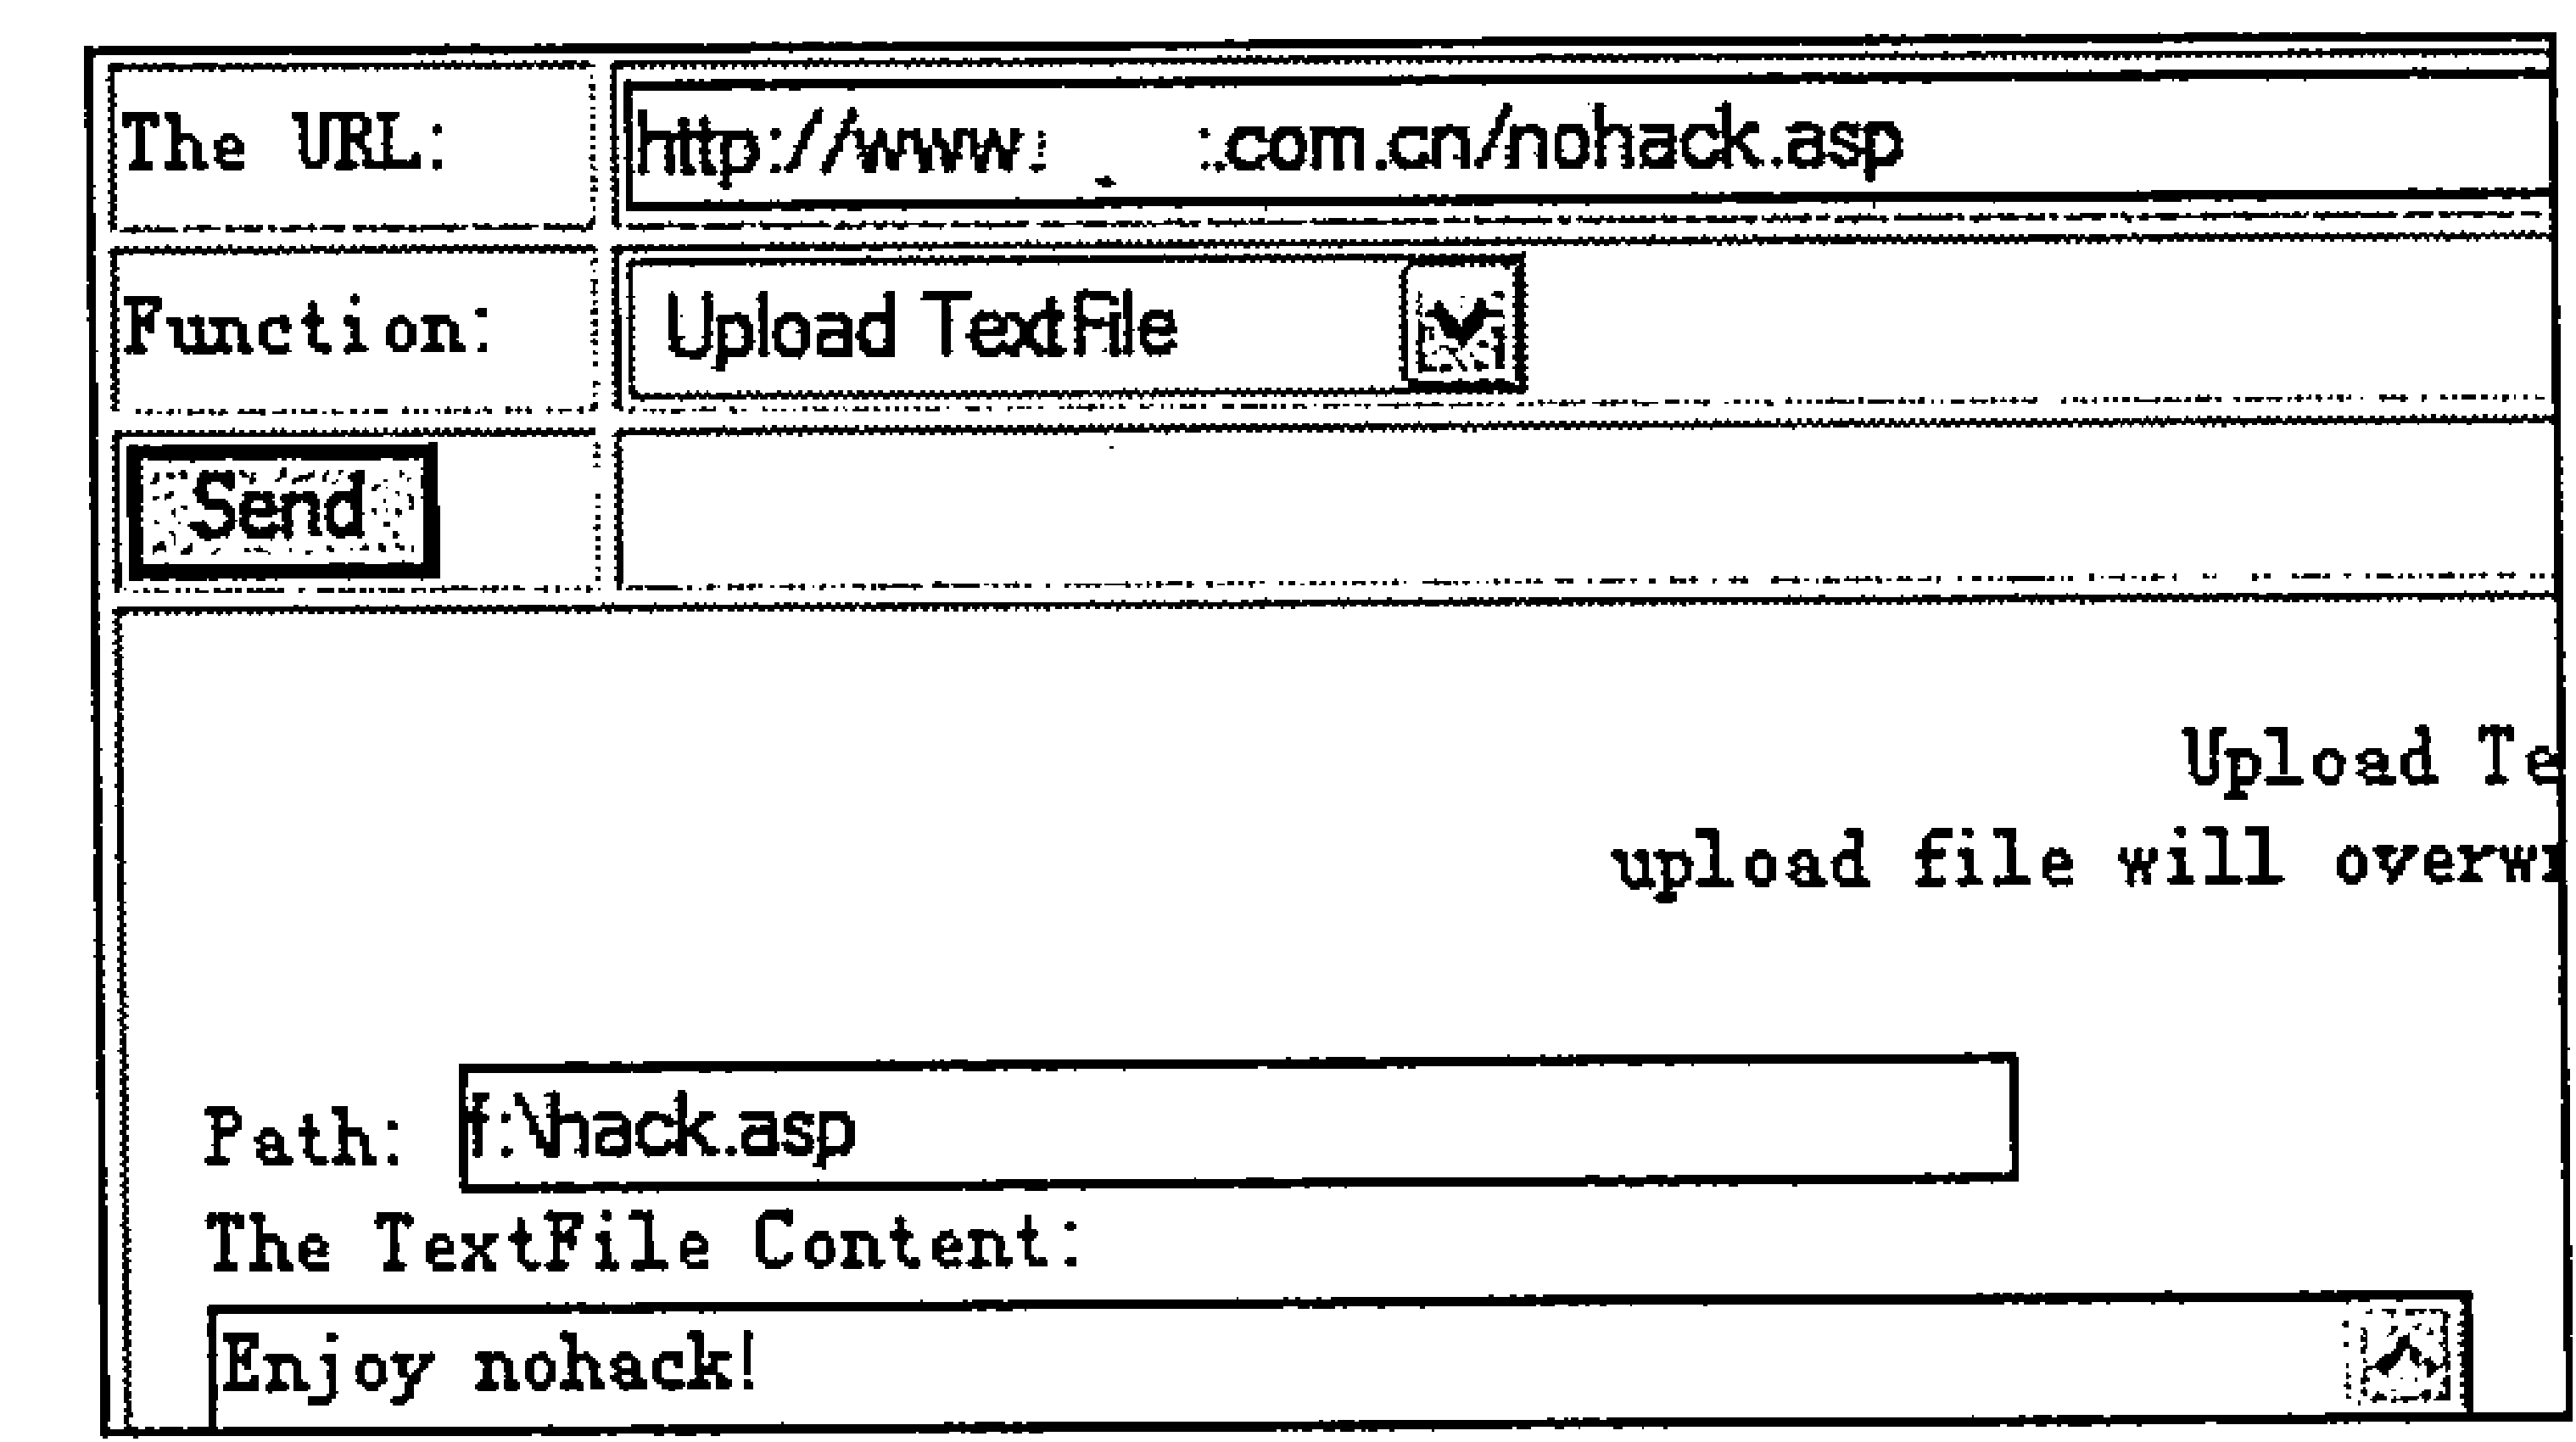 The URL: http://www. .com.cn/nohack.asp
Function: Upload TextFile
Send
Upload Te
upload file will overwr
Path: f:\hack.asp
The TextFile Content:
Enjoy nohack!